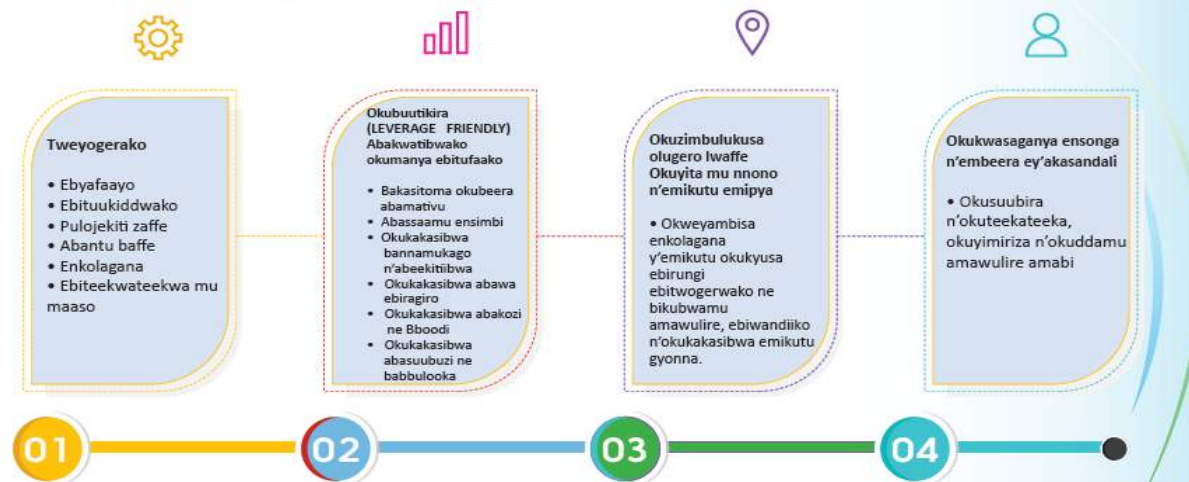 Tweyogerako
• Ebyafaayo
• Ebituukiddwako
• Pulojekiti zaffe
• Abantu baffe
• Enkolagana
• Ebiteekwateekwa mu
maaso
Okubuutikira
(LEVERAGE FRIENDLY)
Abakwatibwako
okumanya ebitufaako
• Bakasitoma okubeera
abamativu
• Abassaamu ensimbi
• Okukakasibwa
bannamukago
n'abeekitiibwa
• Okukakasibwa abawa
ebiragiro
• Okukakasibwa abakozi
ne Bboodi
• Okukakasibwa
abasuubuzi ne
babbulooka
Okuzimbulukusa
olugero lwaffe
Okuyita mu nnono
n'emikutu emipya
• Okweyambisa
enkolagana
y'emikutu okukyusa
ebirungi
ebitwogerwako ne
bikubwamu
amawulire, ebiwandiiko
n'okukakasibwa emikutu
gyonna.
Okukwasaganya ensonga
n'embeera ey'akasandali
• Okusuubira
n'okuteekateeka,
okuyimiriza n'okuddamu
amawulire amabi
01
02
03
04